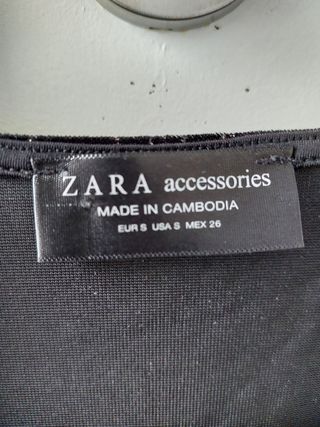 ZARA accessories
MADE IN CAMBODIA
EUR S USA S MEX 26